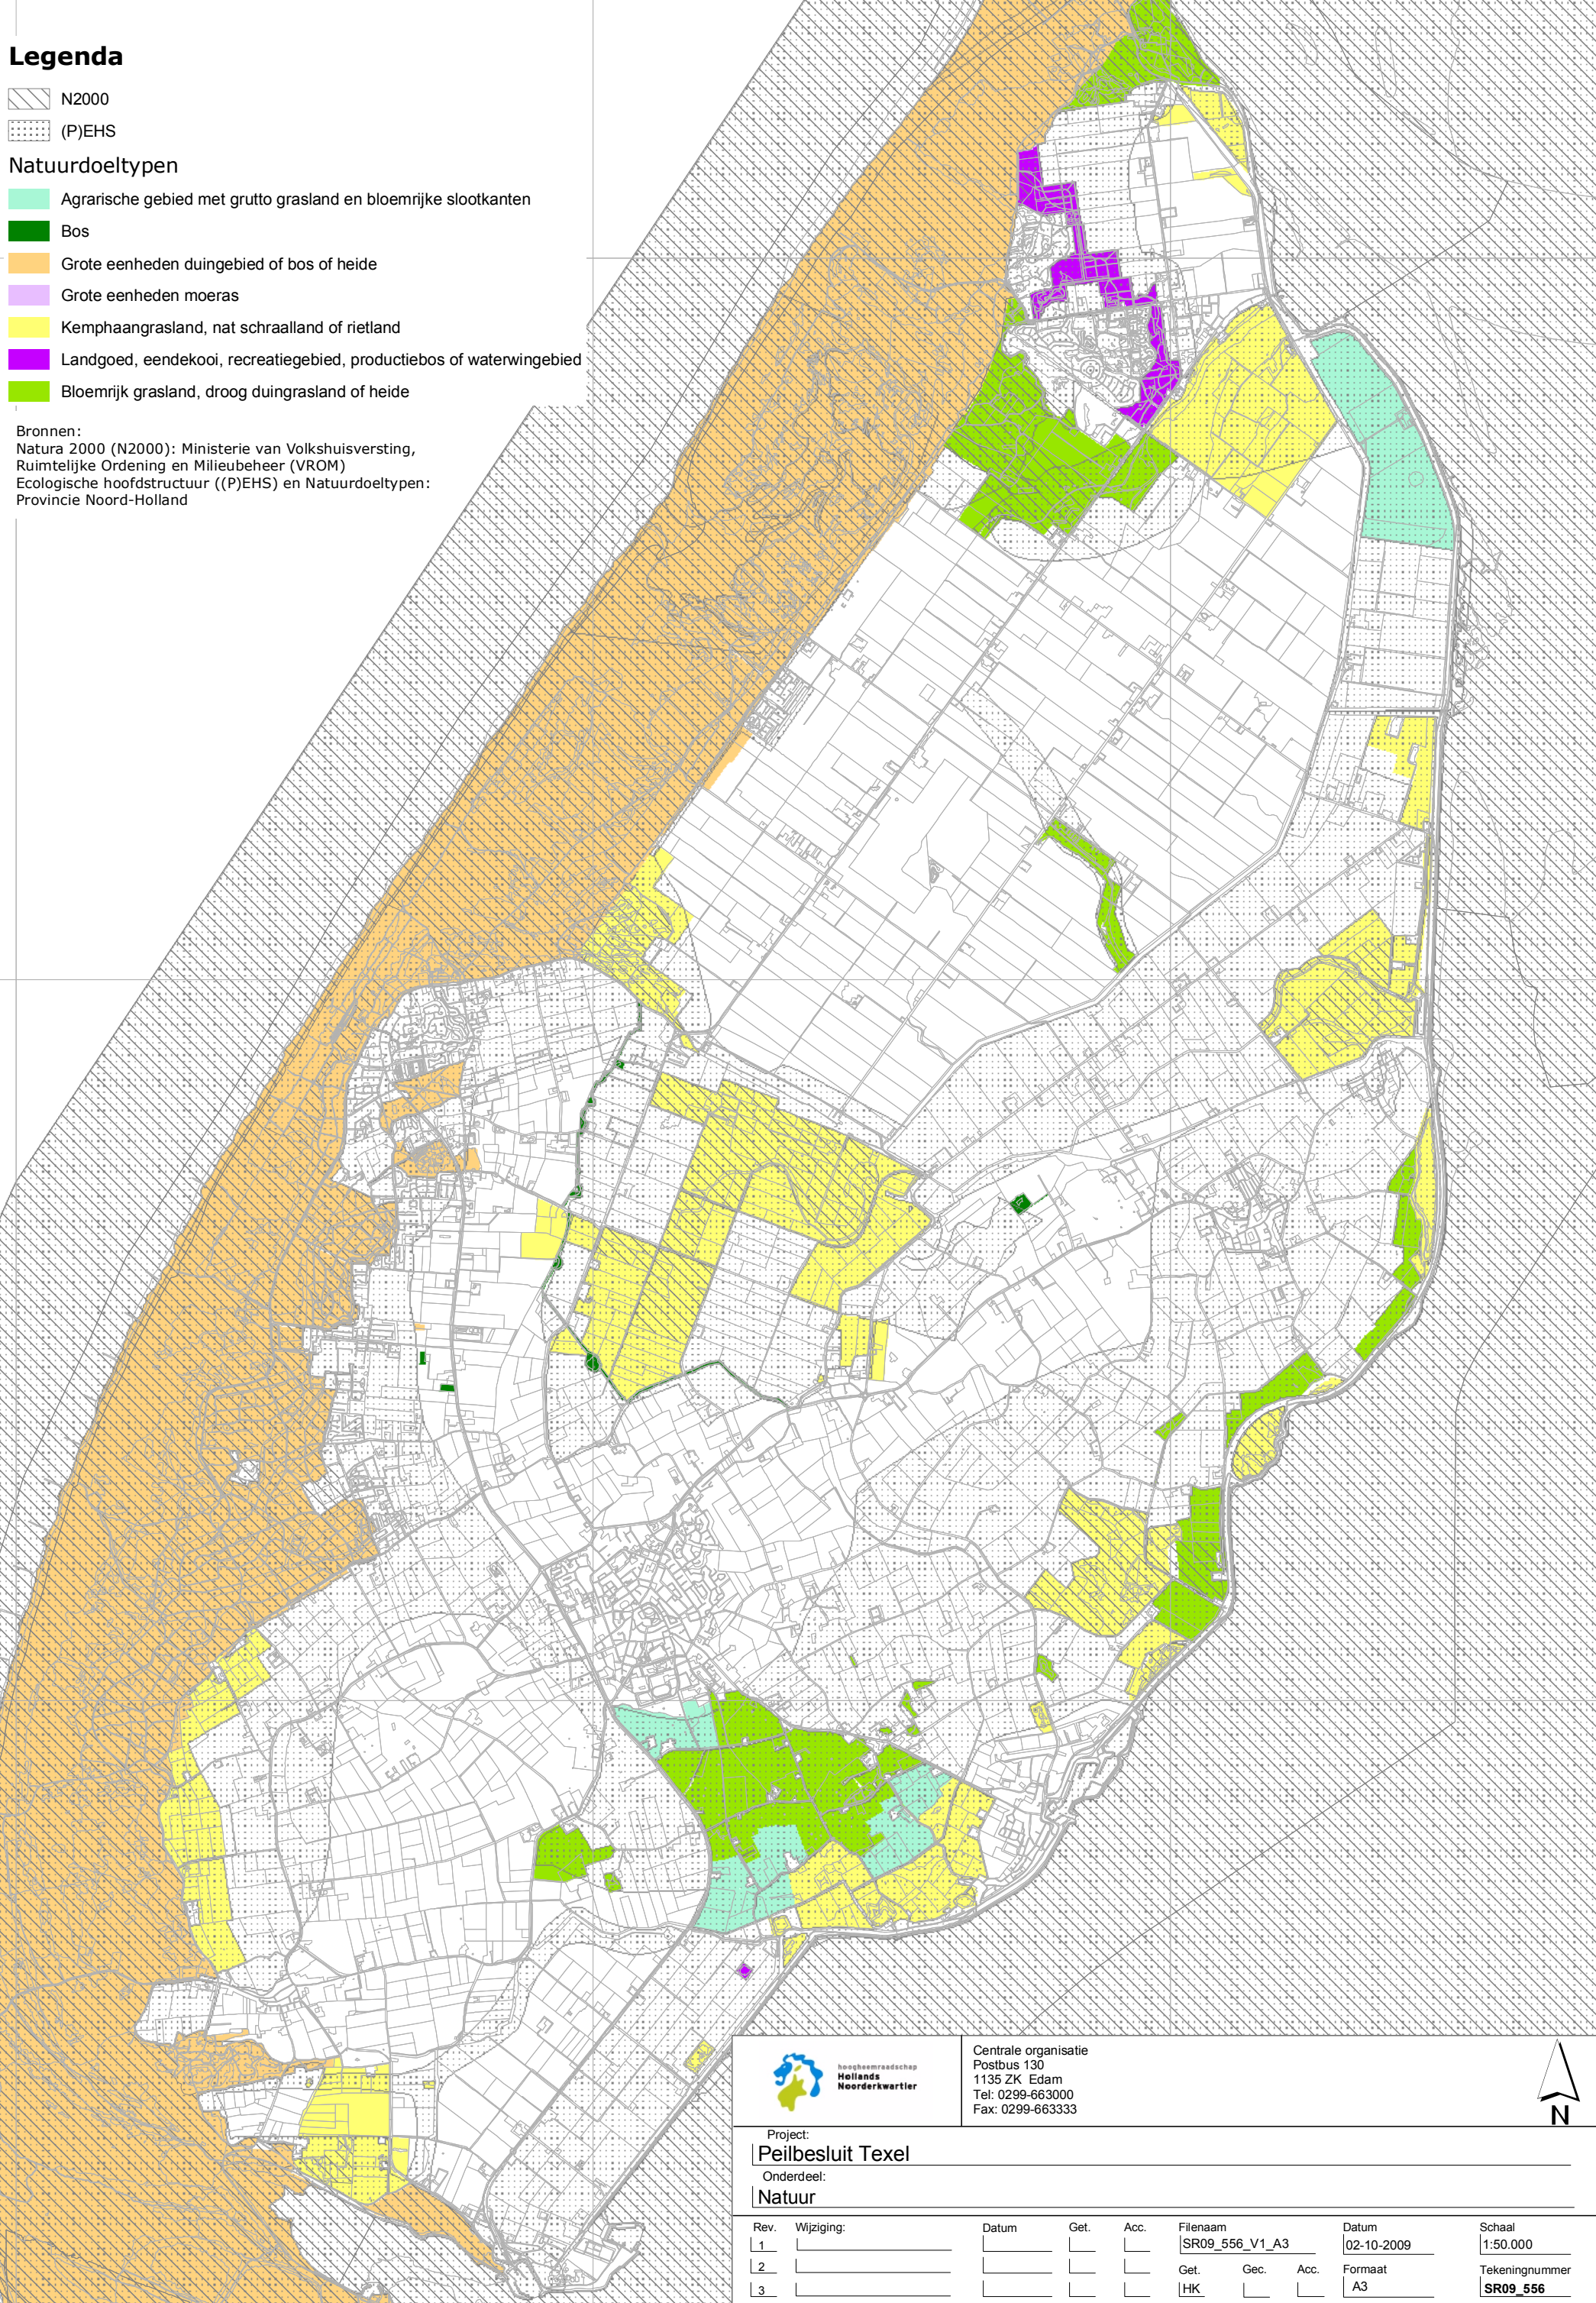 Legenda
N2000
(P)EHS
Natuurdoeltypen
Agrarische gebied met grutto grasland en bloemrijke slootkanten
Bos
Grote eenheden duingebied of bos of heide
Grote eenheden moeras
Kemphaangrasland, nat schraalland of rietland
Landgoed, eendekooi, recreatiegebied, productiebos of waterwingebied
Bloemrijk grasland, droog duingrasland of heide
Bronnen:
Natura 2000 (N2000): Ministerie van Volkshuisversting,
Ruimtelijke Ordening en Milieubeheer (VROM)
Ecologische hoofdstructuur ((P)EHS) en Natuurdoeltypen:
Provincie Noord-Holland
hoogheemraadschap
Hollands
Noorderkwartier
Centrale organisatie
Postbus 130
1135 ZK Edam
Tel: 0299-663000
Fax: 0299-663333
N
Project:
Peilbesluit Texel
Onderdeel:
Natuur
Rev. Wijziging: Datum Get. Acc. Filenaam Datum Schaal
1 SR09_556_V1_A3 02-10-2009 1:50.000
2 Get. Gec. Acc. Formaat Tekeningnummer
3 HK A3 SR09_556